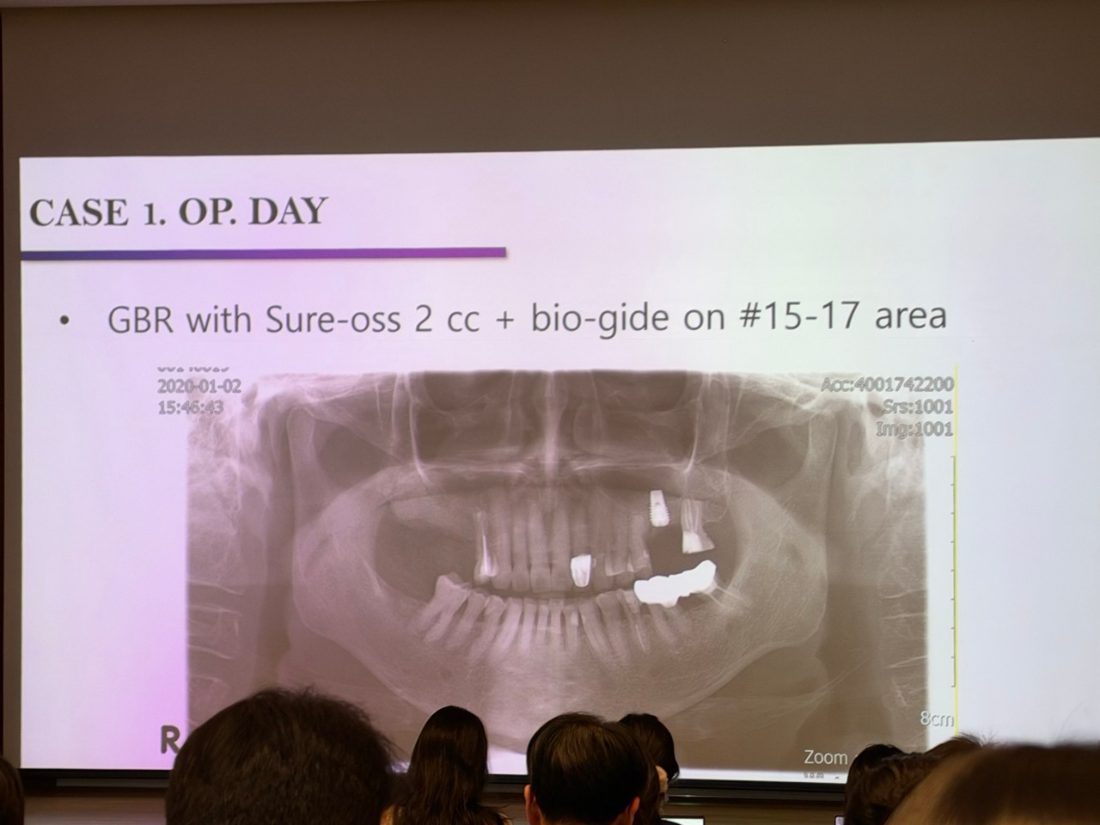 CASE 1. OP. DAY
• GBR with Sure-oss 2 cc + bio-gide on #15-17 area
2020-01-02
15:46:43
Acc:4001742200
Srs:1001
Img:1001
R
8cm
Zoom